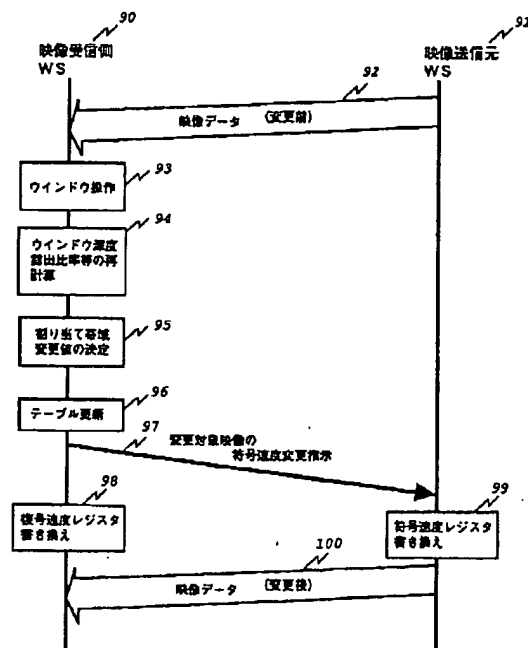 90
映像受信側
WS
91
映像送信元
WS
92
映像データ (変更前)
93
ウインドウ操作
94
ウインドウ深度
露出比率等の再
計算
95
割り当て帯域
変更値の決定
96
テーブル更新
97
変更対象映像の
符号速度変更指示
98
復号速度レジスタ
書き換え
99
符号速度レジスタ
書き換え
100
映像データ (変更後)